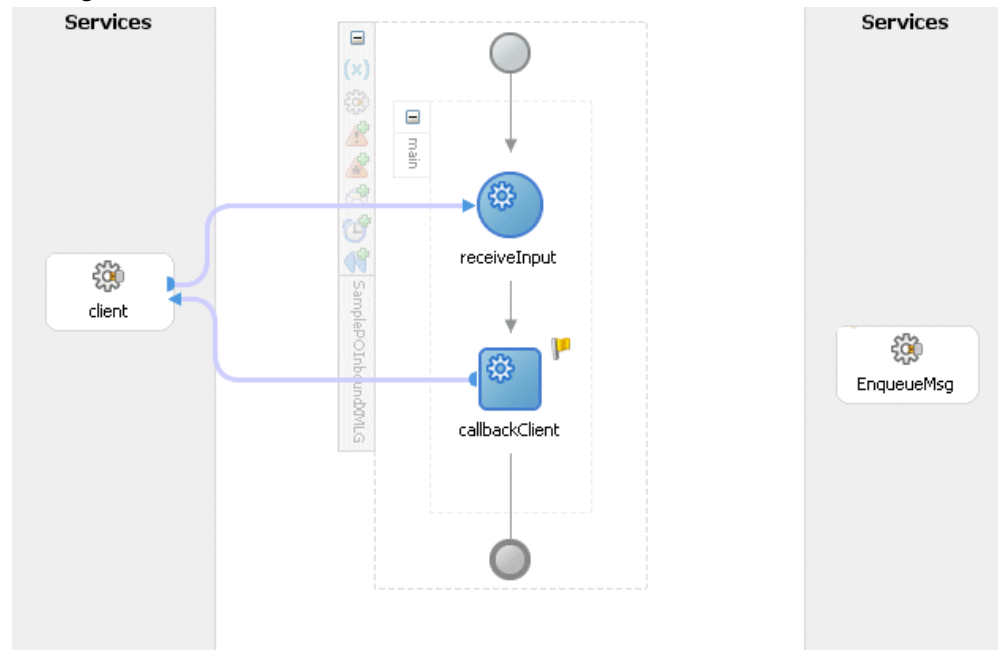 Services
Services
(x)
main
receiveInput
client
SamplePOInboundXMLG
EnqueueMsg
callbackClient